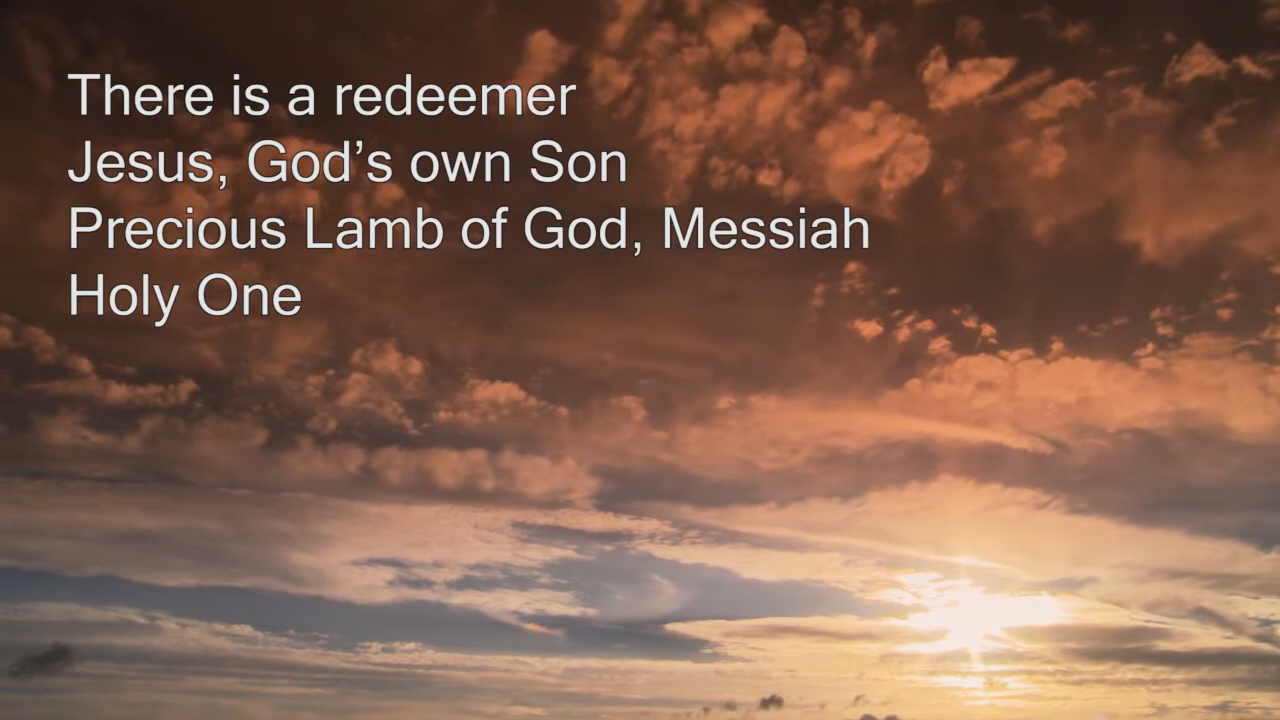 There is a redeemer
Jesus, God’s own Son
Precious Lamb of God, Messiah
Holy One